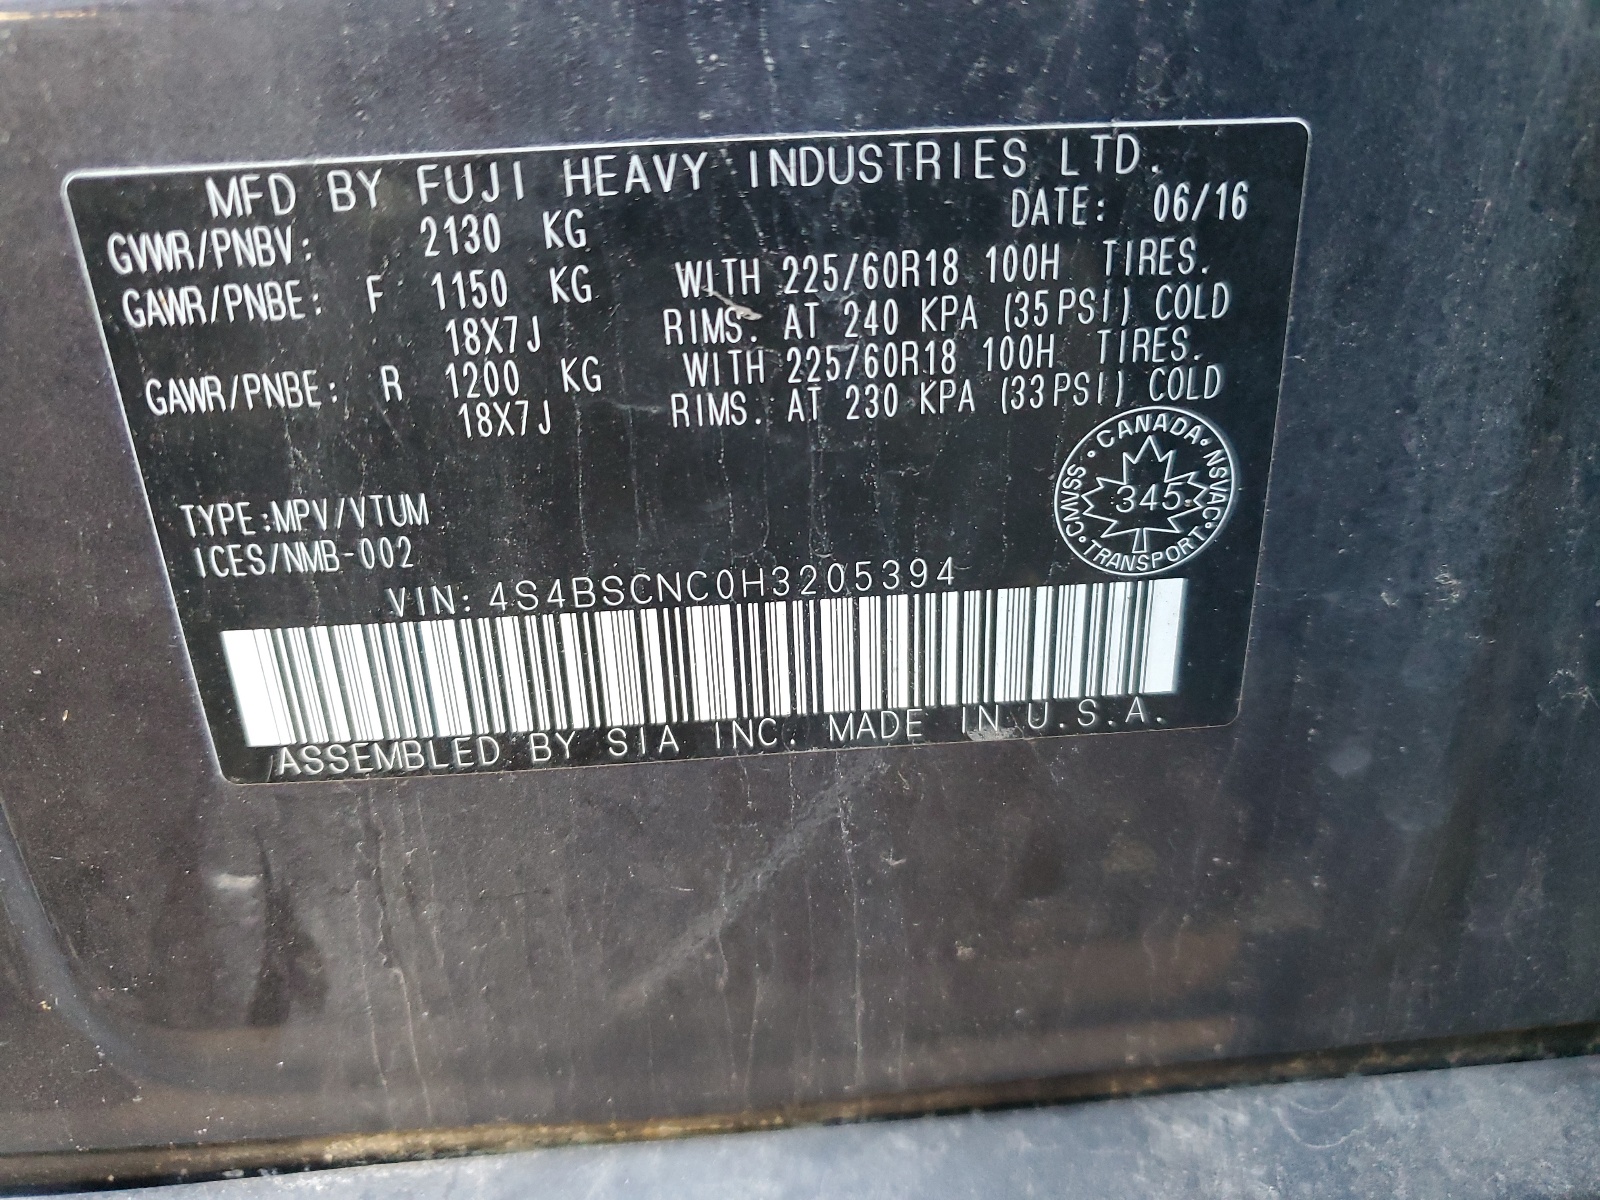 MFD BY FUJI HEAVY INDUSTRIES LTD.
GVWR/PNBV: 2130 KG DATE: 06/16
GAWR/PNBE: F 1150 KG WITH 225/60R18 100H TIRES.
18X7J RIMS. AT 240 KPA (35PSI) COLD
GAWR/PNBE: R 1200 KG WITH 225/60R18 100H TIRES.
18X7J RIMS. AT 230 KPA (33PSI) COLD
CANADA · NSVAC · TRANSPORT · CMVSS ·
345
TYPE:MPV/VTUM
ICES/NMB-002
VIN: 4S4BSCNC0H3205394
ASSEMBLED BY SIA INC. MADE IN U.S.A.